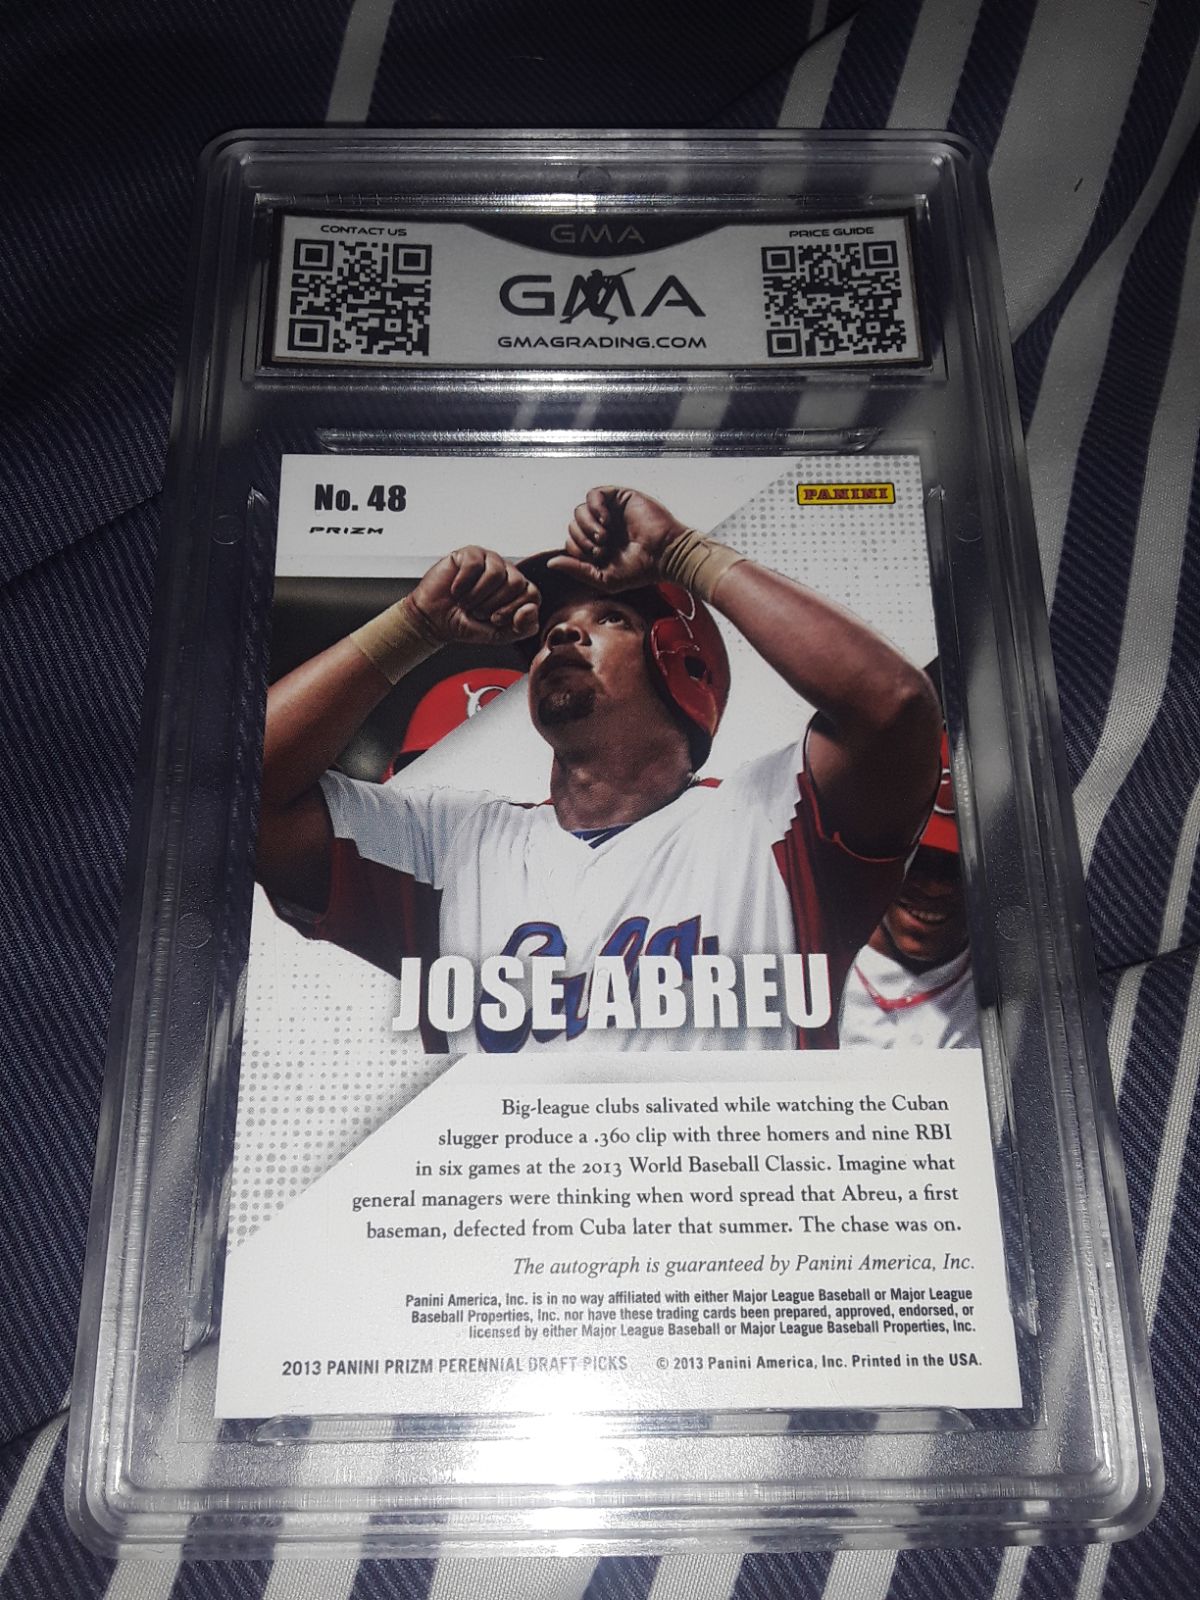 CONTACT US
GMA
PRICE GUIDE
GMA
GMAGRADING.COM
No. 48
PRIZM
PANINI
Cuba
JOSE ABREU
Big-league clubs salivated while watching the Cuban
slugger produce a .360 clip with three homers and nine RBI
in six games at the 2013 World Baseball Classic. Imagine what
general managers were thinking when word spread that Abreu, a first
baseman, defected from Cuba later that summer. The chase was on.
The autograph is guaranteed by Panini America, Inc.
Panini America, Inc. is in no way affiliated with either Major League Baseball or Major League
Baseball Properties, Inc. nor have these trading cards been prepared, approved, endorsed, or
licensed by either Major League Baseball or Major League Baseball Properties, Inc.
2013 PANINI PRIZM PERENNIAL DRAFT PICKS © 2013 Panini America, Inc. Printed in the USA.